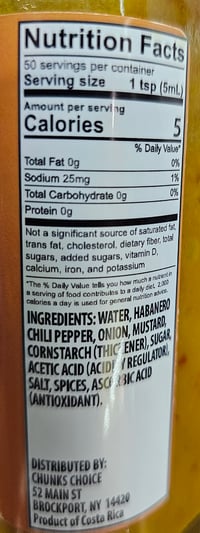 Nutrition Facts
50 servings per container
Serving size 1 tsp (5mL)
Amount per serving
Calories 5
% Daily Value*
Total Fat 0g 0%
Sodium 25mg 1%
Total Carbohydrate 0g 0%
Protein 0g
Not a significant source of saturated fat,
trans fat, cholesterol, dietary fiber, total
sugars, added sugars, vitamin D,
calcium, iron, and potassium
*The % Daily Value tells you how much a nutrient in
a serving of food contributes to a daily diet. 2,000
calories a day is used for general nutrition advice.
INGREDIENTS: WATER, HABANERO
CHILI PEPPER, ONION, MUSTARD,
CORNSTARCH (THICKENER), SUGAR,
ACETIC ACID (ACIDITY REGULATOR),
SALT, SPICES, ASCORBIC ACID
(ANTIOXIDANT).
DISTRIBUTED BY:
CHUNKS CHOICE
52 MAIN ST
BROCKPORT, NY 14420
Product of Costa Rica